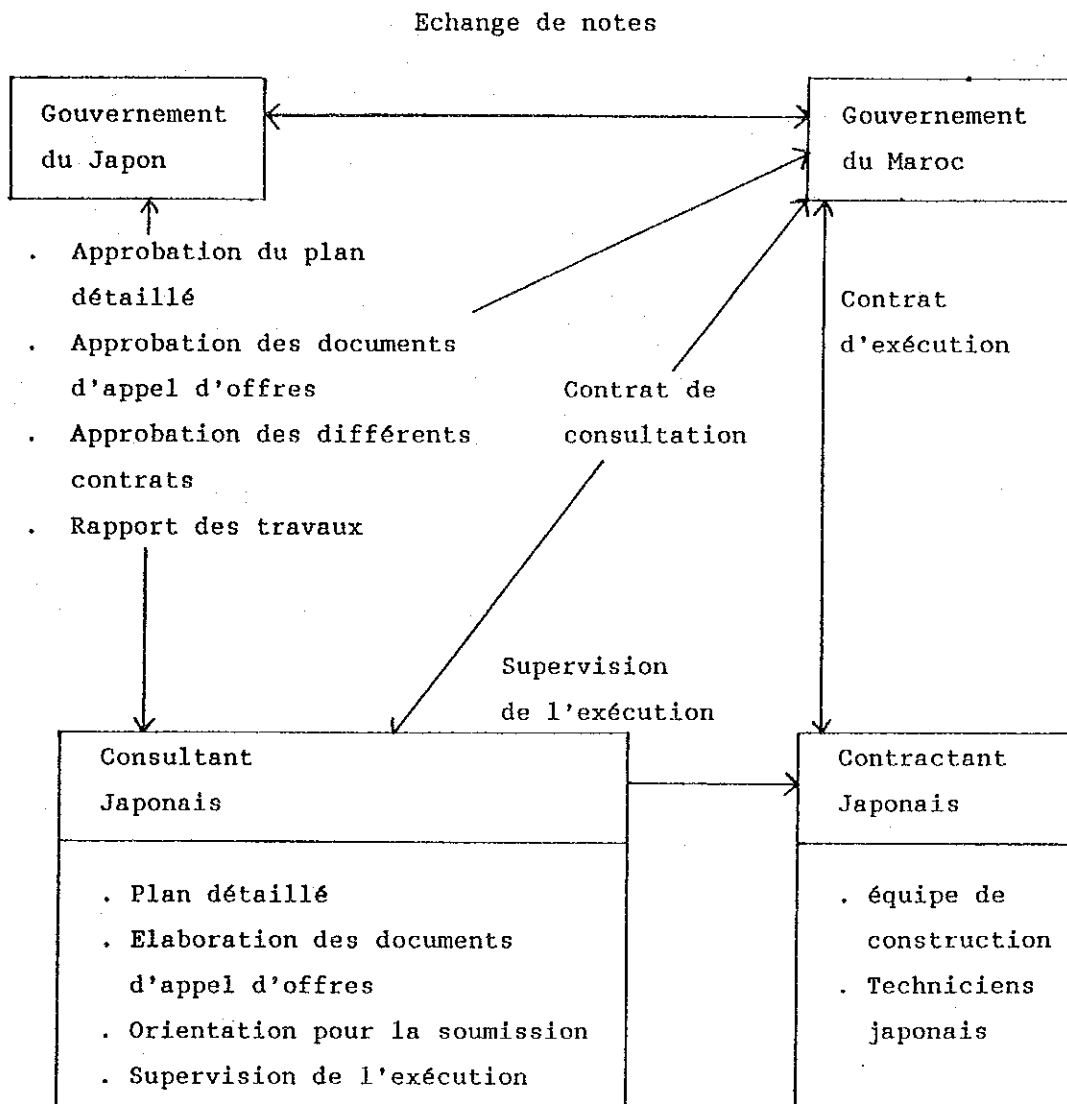 Echange de notes
Gouvernement
du Japon
Gouvernement
du Maroc
. Approbation du plan
détaillé
. Approbation des documents
d'appel d'offres
. Approbation des différents
contrats
. Rapport des travaux
Contrat
d'exécution
Contrat de
consultation
Supervision
de l'exécution
Consultant
Japonais
. Plan détaillé
. Elaboration des documents
d'appel d'offres
. Orientation pour la soumission
. Supervision de l'exécution
Contractant
Japonais
. équipe de
construction
. Techniciens
japonais